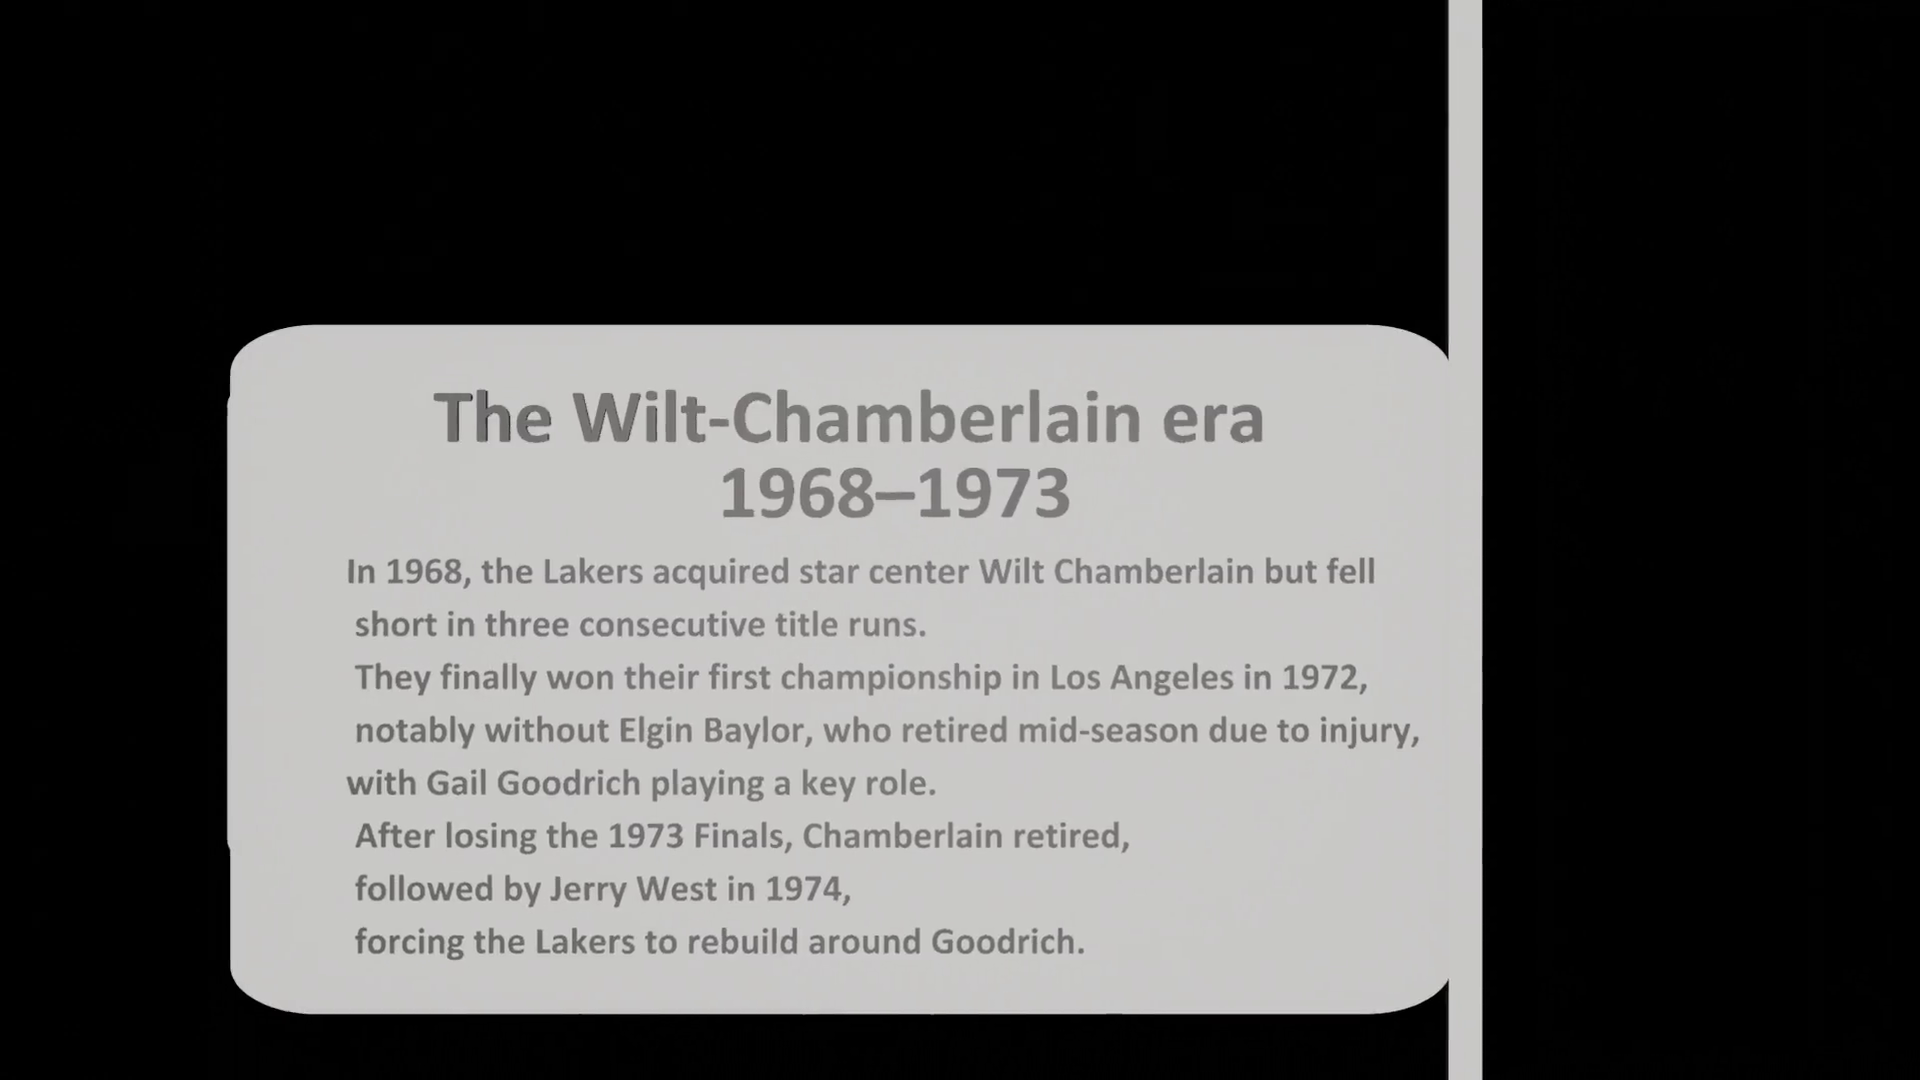 The Wilt-Chamberlain era
1968–1973
In 1968, the Lakers acquired star center Wilt Chamberlain but fell
short in three consecutive title runs.
They finally won their first championship in Los Angeles in 1972,
notably without Elgin Baylor, who retired mid-season due to injury,
with Gail Goodrich playing a key role.
After losing the 1973 Finals, Chamberlain retired,
followed by Jerry West in 1974,
forcing the Lakers to rebuild around Goodrich.